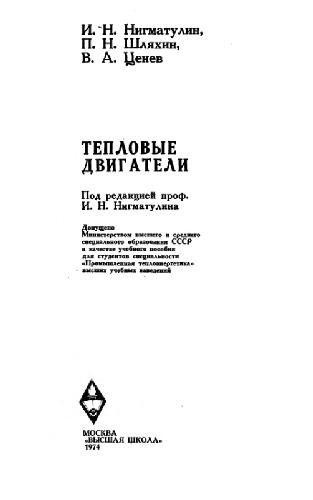 И. Н. Нигматулин,
П. Н. Шляхин,
В. А. Ценев
ТЕПЛОВЫЕ
ДВИГАТЕЛИ
Под редакцией проф.
И. Н. Нигматулина
Допущено
Министерством высшего и среднего
специального образования СССР
в качестве учебного пособия
для студентов специальности
«Промышленная теплоэнергетика»
высших учебных заведений
МОСКВА
«ВЫСШАЯ ШКОЛА»
1974